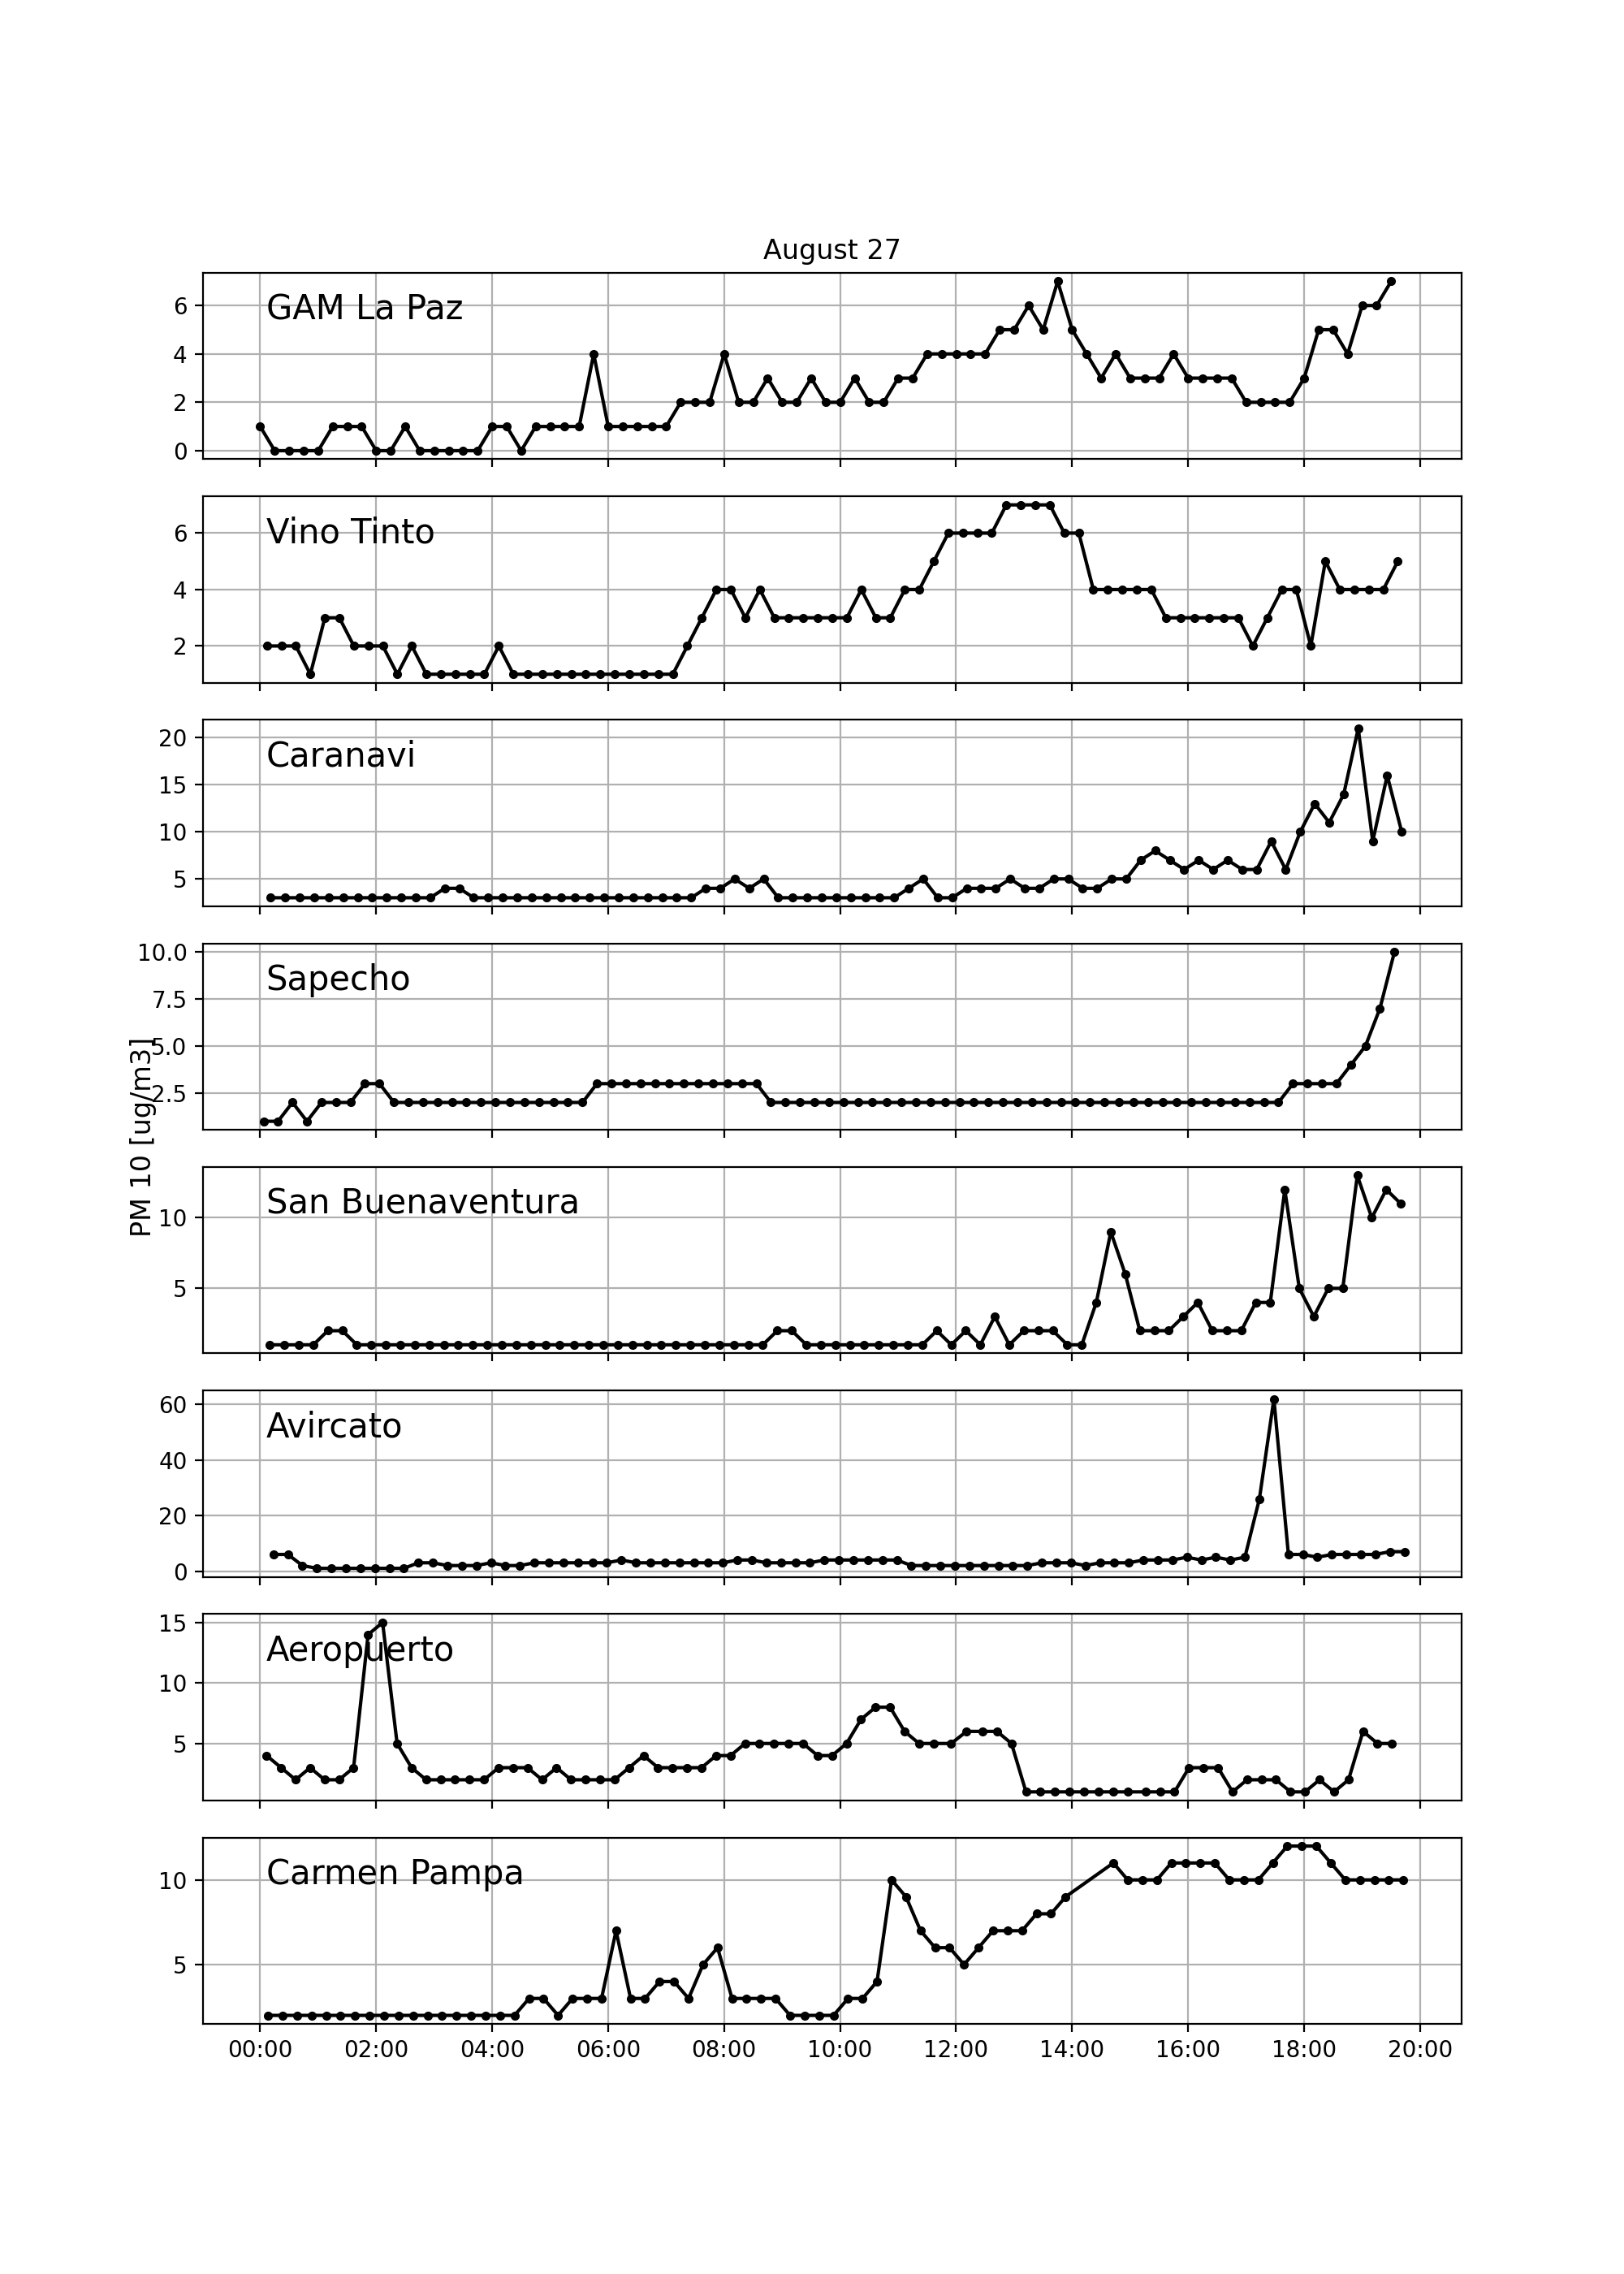 August 27
GAM La Paz
6
4
2
0
Vino Tinto
6
4
2
Caranavi
20
15
10
5
Sapecho
10.0
7.5
5.0
2.5
PM 10 [ug/m3]
San Buenaventura
10
5
Avircato
60
40
20
0
Aeropuerto
15
10
5
Carmen Pampa
10
5
00:00 02:00 04:00 06:00 08:00 10:00 12:00 14:00 16:00 18:00 20:00